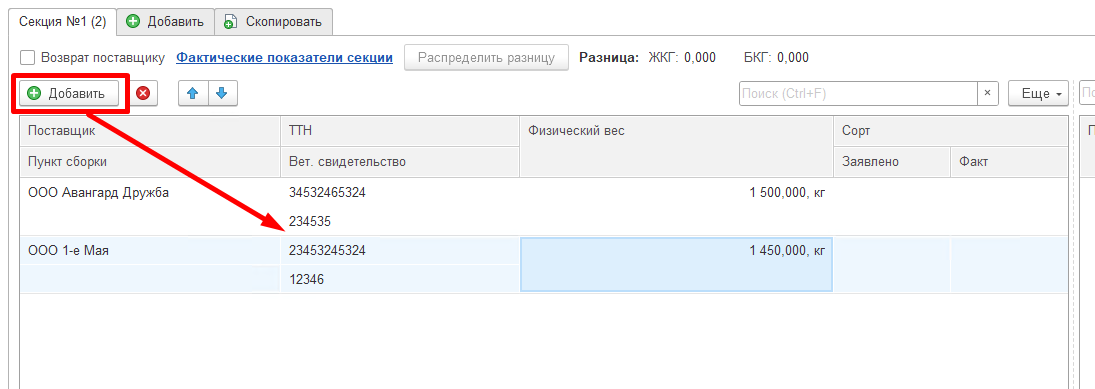 Секция №1 (2) Добавить Скопировать
Возврат поставщику Фактические показатели секции Распределить разницу Разница: ЖКГ: 0,000 БКГ: 0,000
Добавить Поиск (Ctrl+F) × Еще
Поставщик ТТН Физический вес Сорт
Пункт сборки Вет. свидетельство Заявлено Факт
ООО Авангард Дружба 34532465324 1 500,000, кг
234535
ООО 1-е Мая 23453245324 1 450,000, кг
12346